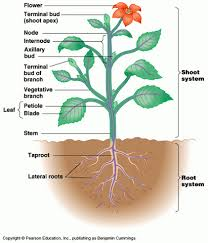 Flower
Terminal bud
(shoot apex)
Node
Internode
Axillary
bud
Terminal
bud of
branch
Vegetative
branch
Leaf
Petiole
Blade
Stem
Taproot
Lateral roots
Shoot
system
Root
system
Copyright © Pearson Education, Inc., publishing as Benjamin Cummings